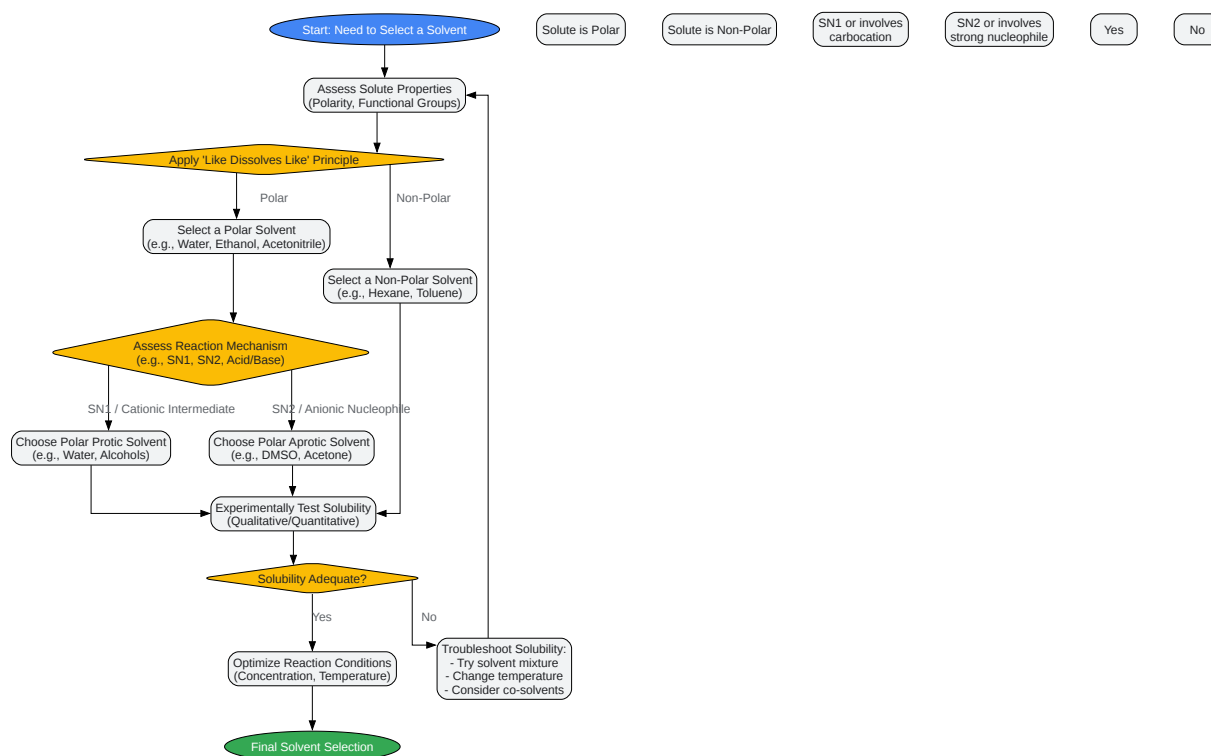 Start: Need to Select a Solvent
Solute is Polar
Solute is Non-Polar
SN1 or involves
carbocation
SN2 or involves
strong nucleophile
Yes
No
Assess Solute Properties
(Polarity, Functional Groups)
Apply 'Like Dissolves Like' Principle
Polar
Non-Polar
Select a Polar Solvent
(e.g., Water, Ethanol, Acetonitrile)
Select a Non-Polar Solvent
(e.g., Hexane, Toluene)
Assess Reaction Mechanism
(e.g., SN1, SN2, Acid/Base)
SN1 / Cationic Intermediate
SN2 / Anionic Nucleophile
Choose Polar Protic Solvent
(e.g., Water, Alcohols)
Choose Polar Aprotic Solvent
(e.g., DMSO, Acetone)
Experimentally Test Solubility
(Qualitative/Quantitative)
Solubility Adequate?
Yes
No
Optimize Reaction Conditions
(Concentration, Temperature)
Troubleshoot Solubility:
- Try solvent mixture
- Change temperature
- Consider co-solvents
Final Solvent Selection